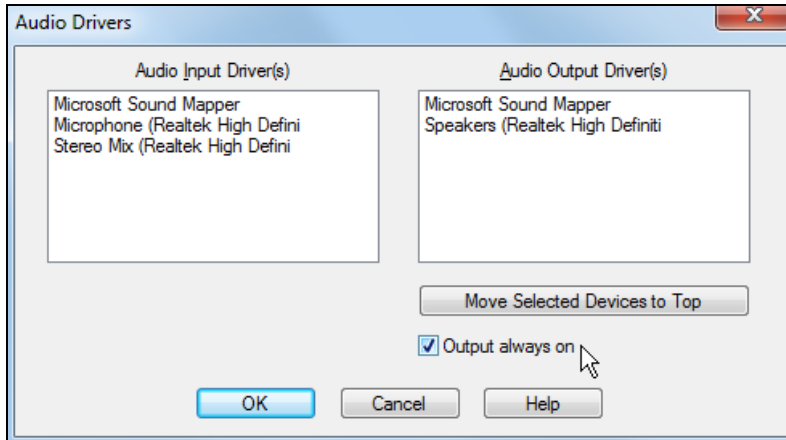 Audio Drivers
Audio Input Driver(s)
Microsoft Sound Mapper
Microphone (Realtek High Defini
Stereo Mix (Realtek High Defini
Audio Output Driver(s)
Microsoft Sound Mapper
Speakers (Realtek High Definiti
Move Selected Devices to Top
Output always on
OK
Cancel
Help